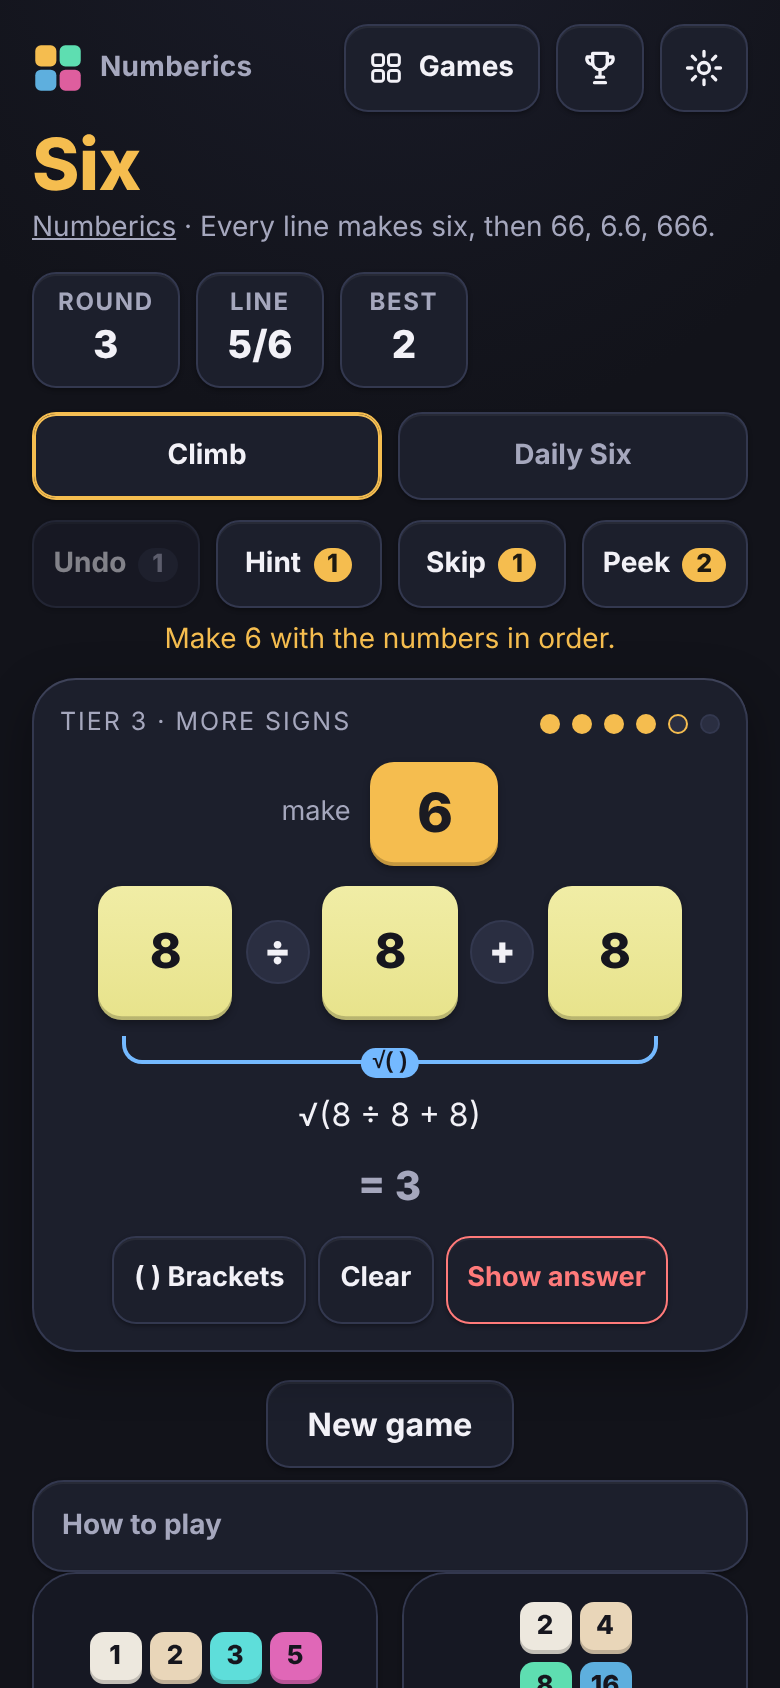 Numberics
Games
Six
Numberics · Every line makes six, then 66, 6.6, 666.
ROUND LINE BEST
3 5/6 2
Climb Daily Six
Undo 1 Hint 1 Skip 1 Peek 2
Make 6 with the numbers in order.
TIER 3 · MORE SIGNS
make 6
8 ÷ 8 + 8
√( )
√(8 ÷ 8 + 8)
= 3
( ) Brackets Clear Show answer
New game
How to play
1 2 3 5
2 4
8 16